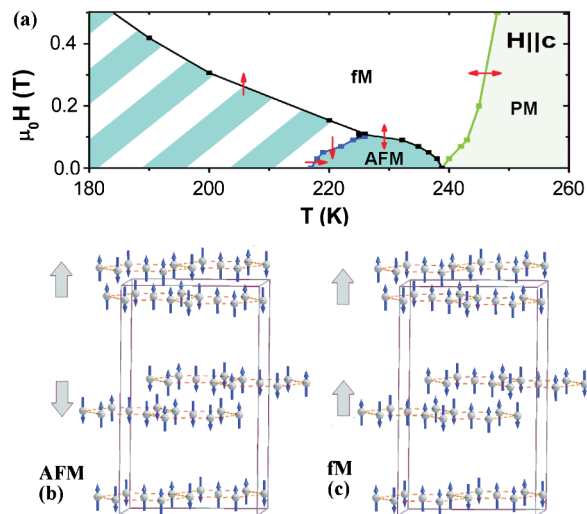 (a)
μ₀H (T)
0.4
0.2
0.0
fM
H||c
PM
AFM
180
200
220
240
260
T (K)
AFM
(b)
fM
(c)